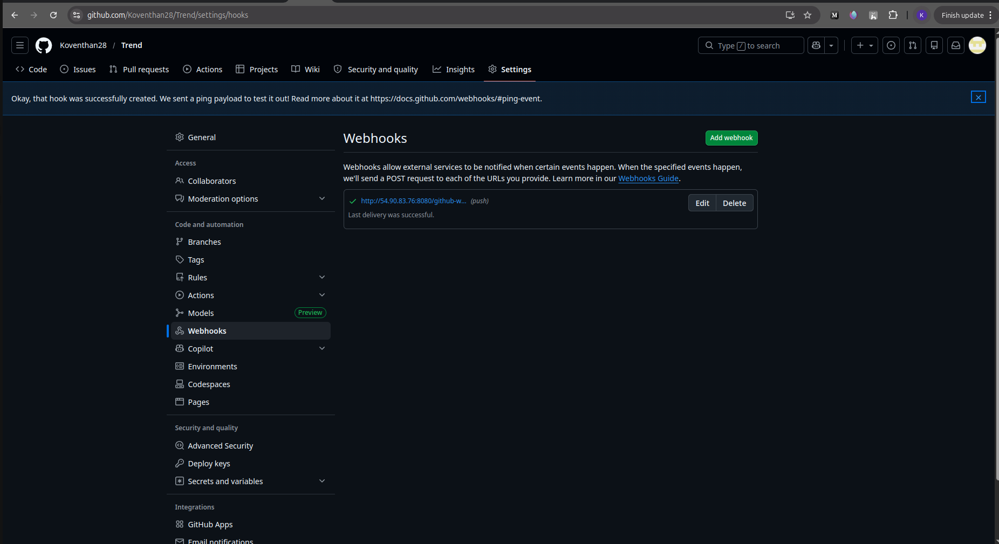 github.com/Koventhan28/Trend/settings/hooks
M
K
Finish update
Koventhan28 / Trend
Type / to search
Code
Issues
Pull requests
Actions
Projects
Wiki
Security and quality
Insights
Settings
Okay, that hook was successfully created. We sent a ping payload to test it out! Read more about it at https://docs.github.com/webhooks/#ping-event.
General
Access
Collaborators
Moderation options
Code and automation
Branches
Tags
Rules
Actions
Models
Preview
Webhooks
Copilot
Environments
Codespaces
Pages
Security and quality
Advanced Security
Deploy keys
Secrets and variables
Integrations
GitHub Apps
Email notifications
Webhooks
Add webhook
Webhooks allow external services to be notified when certain events happen. When the specified events happen,
we'll send a POST request to each of the URLs you provide. Learn more in our Webhooks Guide.
http://54.90.83.76:8080/github-w... (push)
Edit
Delete
Last delivery was successful.